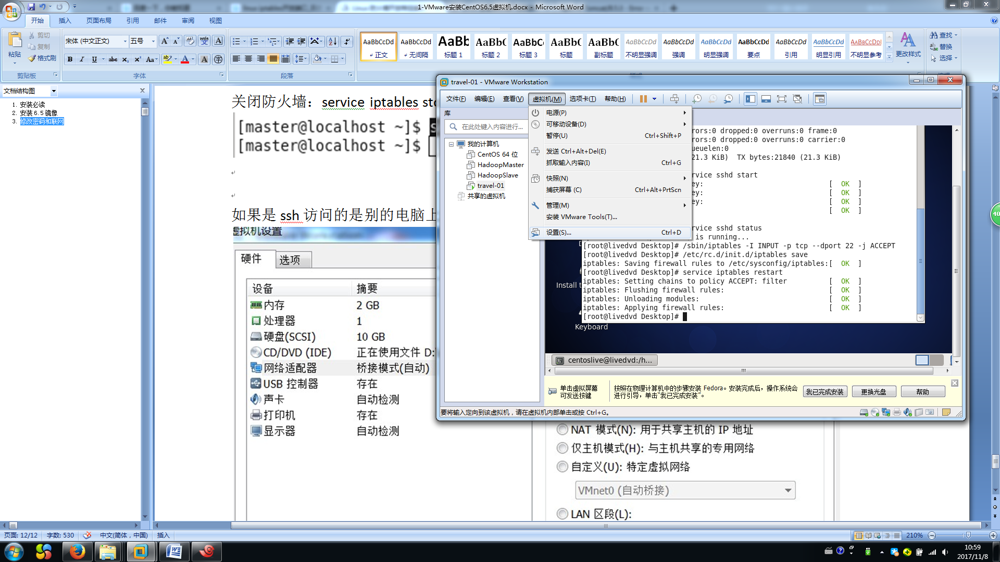 1-VMware安装CentOS6.5虚拟机.docx - Microsoft Word
开始 插入 页面布局 引用 邮件 审阅 视图
粘贴
剪切
复制
格式刷
剪贴板
宋体 (中文正文) 五号
字体
段落
AaBbCcDd AaBbCcDd AaBb AaBbC AaBbC AaBbC AaBbC AaBbCcDd AaBbCcDd AaBbCcDd AaBbCcDd AaBbCcDd AaBbCcDd AaBbCcDd
正文 无间隔 标题 1 标题 2 标题 3 标题 副标题 不明显强调 强调 明显强调 要点 引用 明显引用 不明显参考
更改样式
查找
替换
选择
文档结构图
1. 安装必读
2. 安装 6.5 镜像
3. 修改密码和联网
关闭防火墙：service iptables sto
[master@localhost ~]$ s
[master@localhost ~]$
如果是 ssh 访问的是别的电脑上
虚拟机设置
硬件 选项
设备 摘要
内存 2 GB
处理器 1
硬盘(SCSI) 10 GB
CD/DVD (IDE) 正在使用文件 D:
网络适配器 桥接模式(自动)
USB 控制器 存在
声卡 自动检测
打印机 存在
显示器 自动检测
travel-01 - VMware Workstation
文件(F) 编辑(E) 查看(V) 虚拟机(M) 选项卡(T) 帮助(H)
库
在此处键入内容进行...
我的计算机
CentOS 64 位
HadoopMaster
HadoopSlave
travel-01
共享的虚拟机
电源(P)
可移动设备(D)
暂停(U) Ctrl+Shift+P
发送 Ctrl+Alt+Del(E)
抓取输入内容(I) Ctrl+G
快照(N)
捕获屏幕 (C) Ctrl+Alt+PrtScn
管理(M)
安装 VMware Tools(T)...
设置(S)... Ctrl+D
rors:0 dropped:0 overruns:0 frame:0
rors:0 dropped:0 overruns:0 carrier:0
ueuelen:0
21.3 KiB) TX bytes:21840 (21.3 KiB)
rvice sshd start
ey: [ OK ]
ey: [ OK ]
ey: [ OK ]
[ OK ]
rvice sshd status
is running...
[root@livedvd Desktop]# /sbin/iptables -I INPUT -p tcp --dport 22 -j ACCEPT
[root@livedvd Desktop]# /etc/rc.d/init.d/iptables save
iptables: Saving firewall rules to /etc/sysconfig/iptables:[ OK ]
[root@livedvd Desktop]# service iptables restart
iptables: Setting chains to policy ACCEPT: filter [ OK ]
iptables: Flushing firewall rules: [ OK ]
iptables: Unloading modules: [ OK ]
iptables: Applying firewall rules: [ OK ]
[root@livedvd Desktop]#
Install t
Keyboard
centoslive@livedvd:/h...
单击虚拟屏幕
可发送按键
按照在物理计算机中的步骤安装 Fedora。安装完成后，操作系统会
进行引导，单击“我已完成安装”。
我已完成安装 更换光盘 帮助
要将输入定向到该虚拟机，请在虚拟机内部单击或按 Ctrl+G。
NAT 模式(N): 用于共享主机的 IP 地址
仅主机模式(H): 与主机共享的专用网络
自定义(U): 特定虚拟网络
VMnet0 (自动桥接)
LAN 区段(L):
40
页面: 12/12 字数: 530 中文(简体，中国) 插入
210%
10:59
2017/11/8